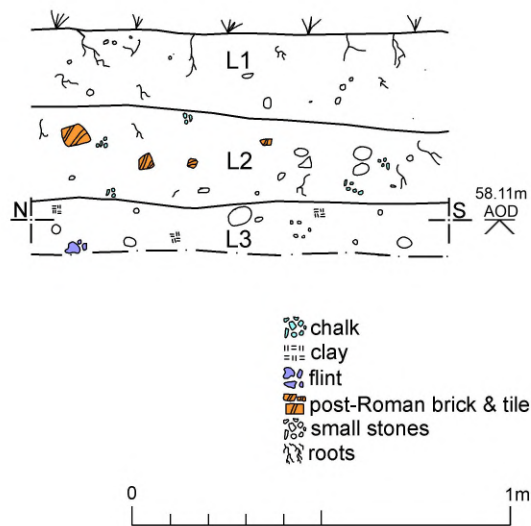 L1
L2
58.11m
N
S
AOD
L3
chalk
clay
flint
post-Roman brick & tile
small stones
roots
0
1m